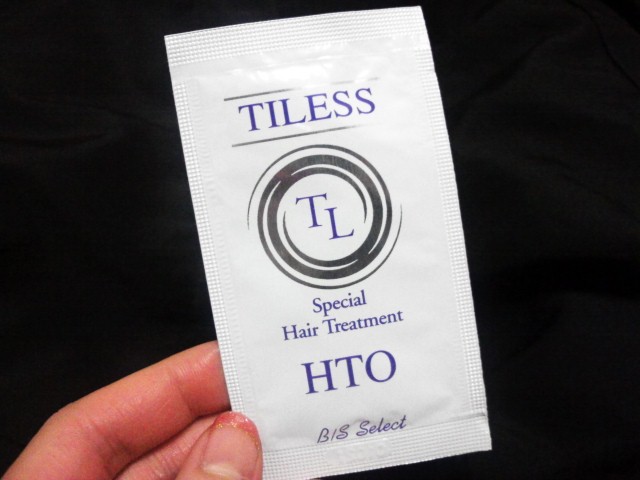 TILESS
TL
Special
Hair Treatment
HTO
B/S Select